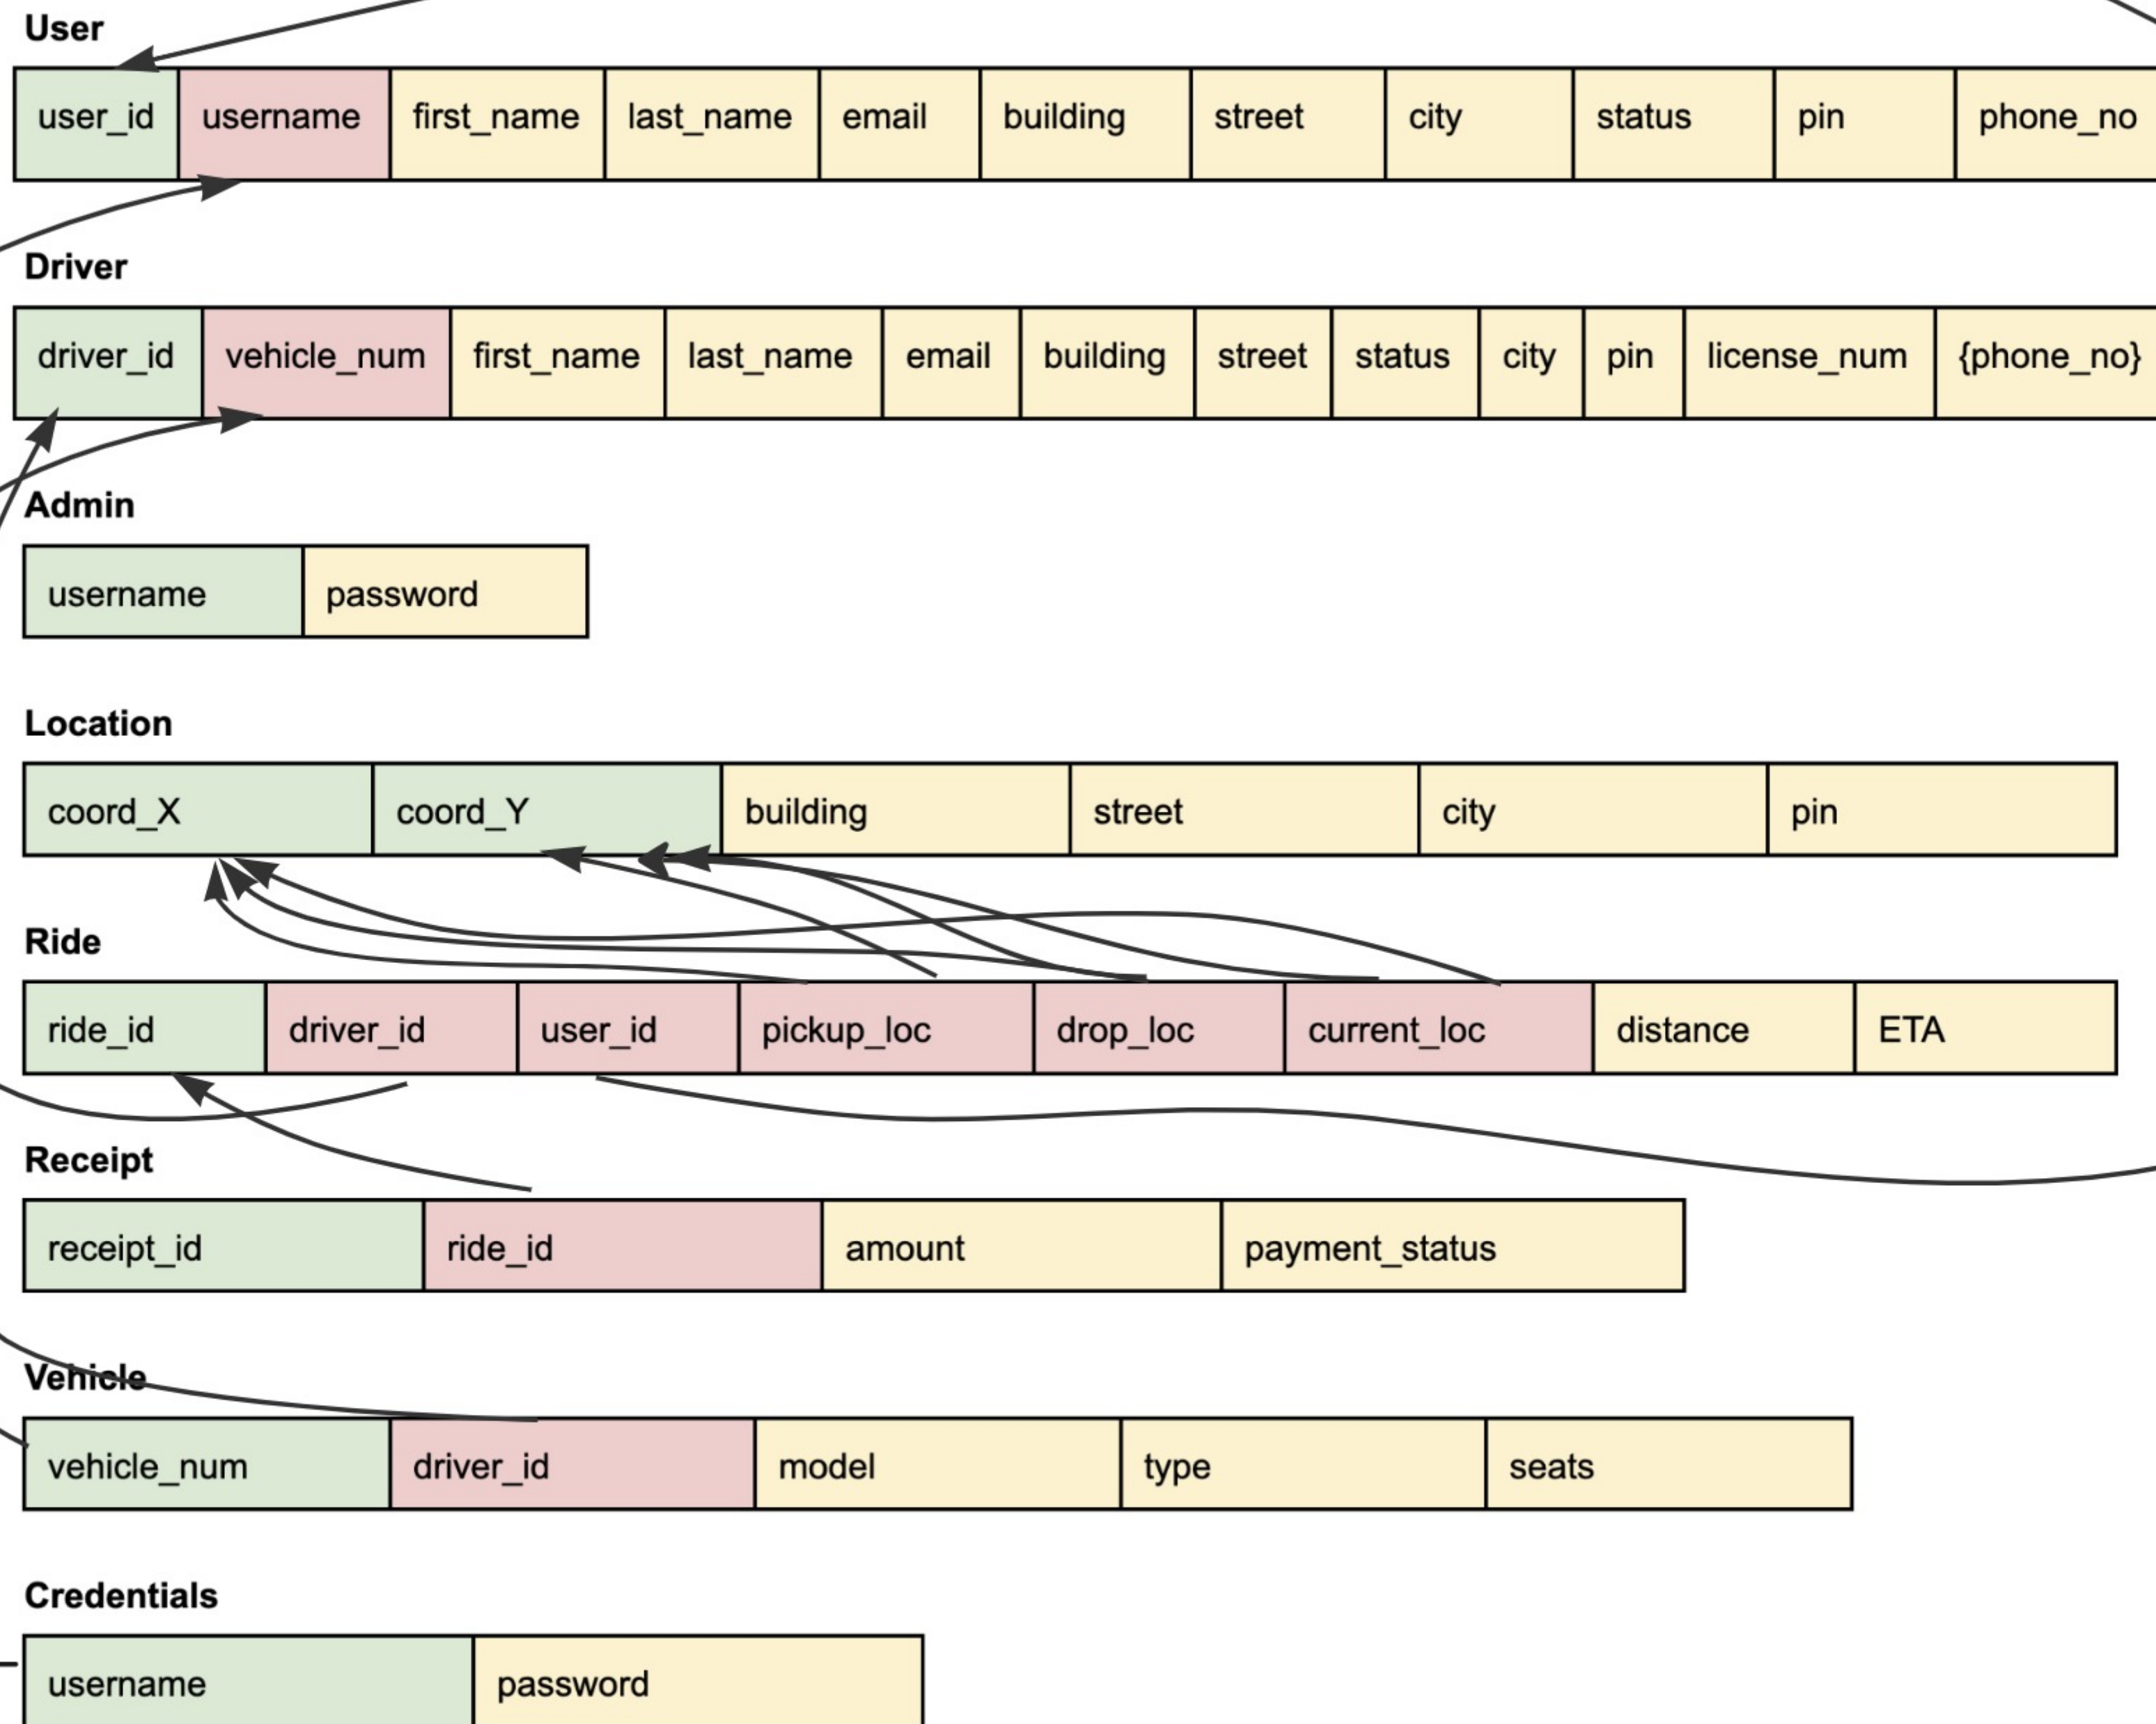 User
user_id username first_name last_name email building street city status pin phone_no
Driver
driver_id vehicle_num first_name last_name email building street status city pin license_num {phone_no}
Admin
username password
Location
coord_X coord_Y building street city pin
Ride
ride_id driver_id user_id pickup_loc drop_loc current_loc distance ETA
Receipt
receipt_id ride_id amount payment_status
Vehicle
vehicle_num driver_id model type seats
Credentials
username password